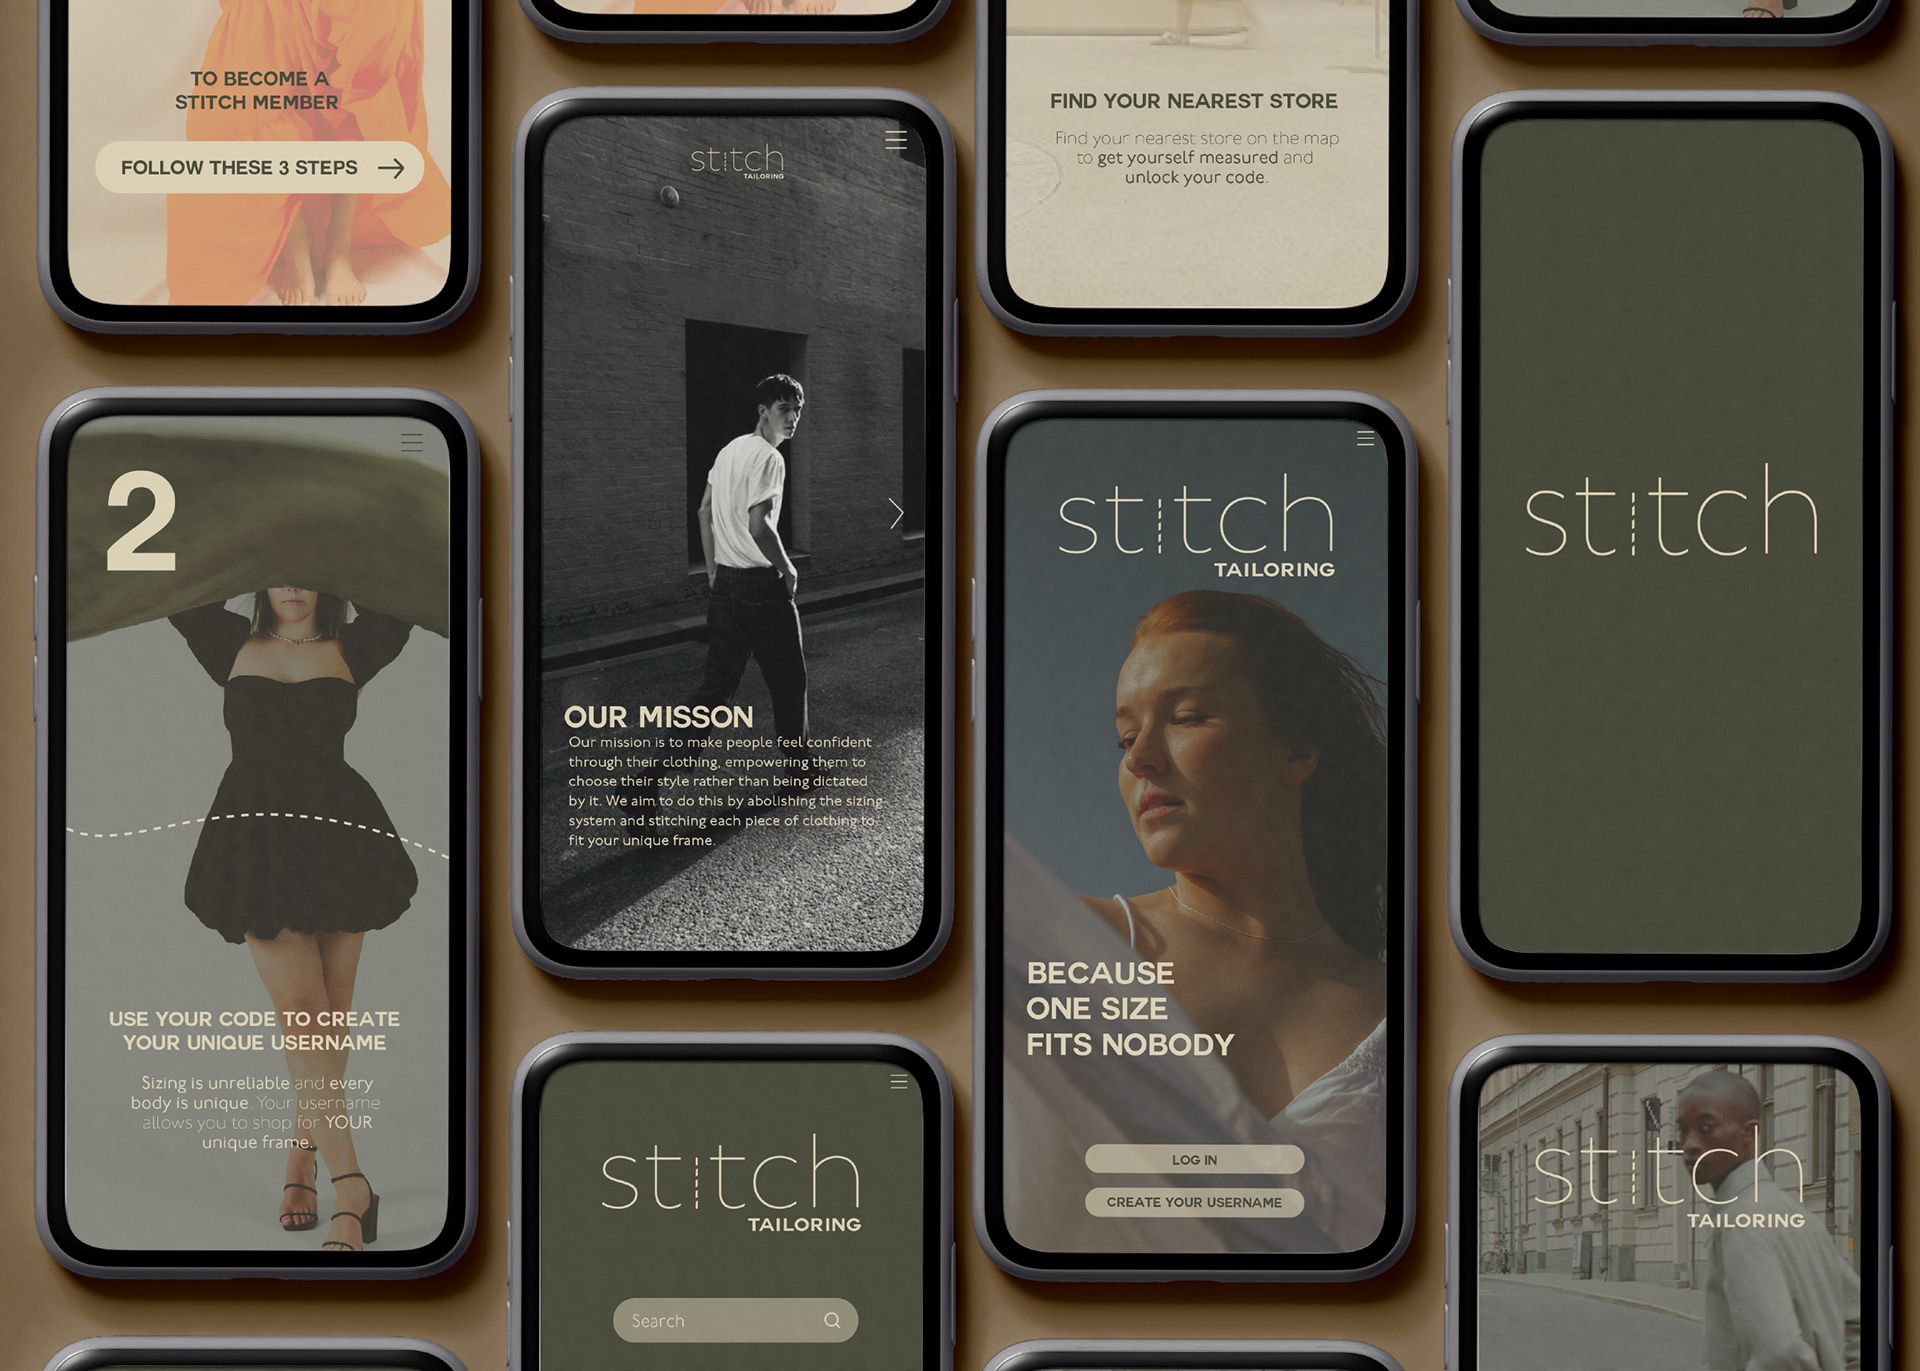 TO BECOME A
STITCH MEMBER
FOLLOW THESE 3 STEPS
2
USE YOUR CODE TO CREATE
YOUR UNIQUE USERNAME
Sizing is unreliable and every
body is unique. Your username
allows you to shop for YOUR
unique frame.
stitch
TAILORING
OUR MISSON
Our mission is to make people feel confident
through their clothing, empowering them to
choose their style rather than being dictated
by it. We aim to do this by abolishing the sizing
system and stitching each piece of clothing to
fit your unique frame.
stitch
TAILORING
Search
FIND YOUR NEAREST STORE
Find your nearest store on the map
to get yourself measured and
unlock your code.
stitch
TAILORING
BECAUSE
ONE SIZE
FITS NOBODY
LOG IN
CREATE YOUR USERNAME
stitch
stitch
TAILORING